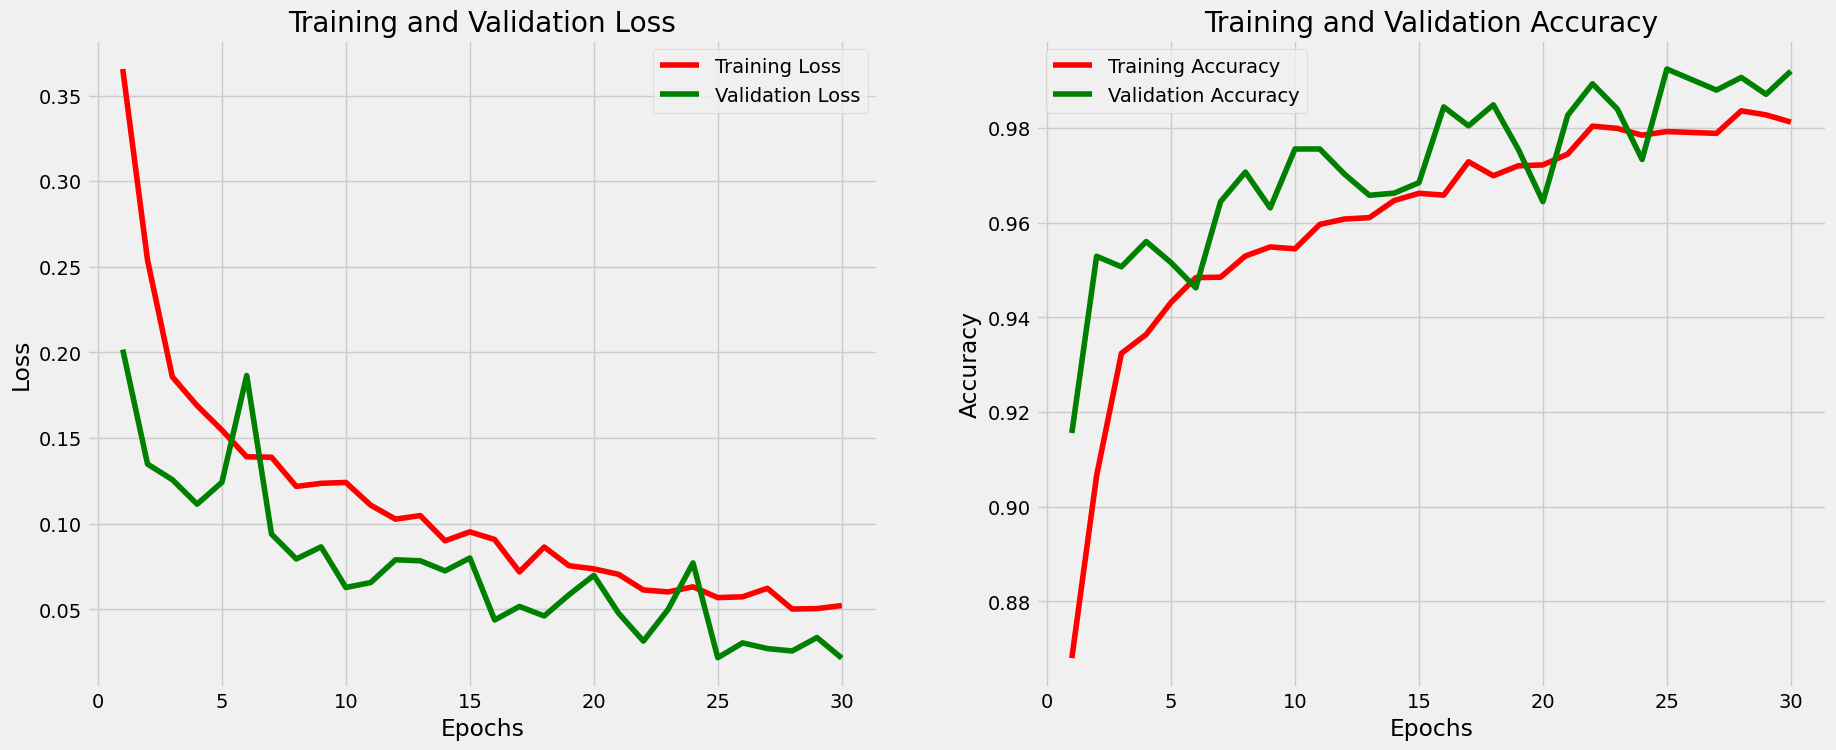 Training and Validation Loss
Training Loss
Validation Loss
Loss
0.35
0.30
0.25
0.20
0.15
0.10
0.05
0 5 10 15 20 25 30
Epochs
Training and Validation Accuracy
Training Accuracy
Validation Accuracy
Accuracy
0.98
0.96
0.94
0.92
0.90
0.88
0 5 10 15 20 25 30
Epochs